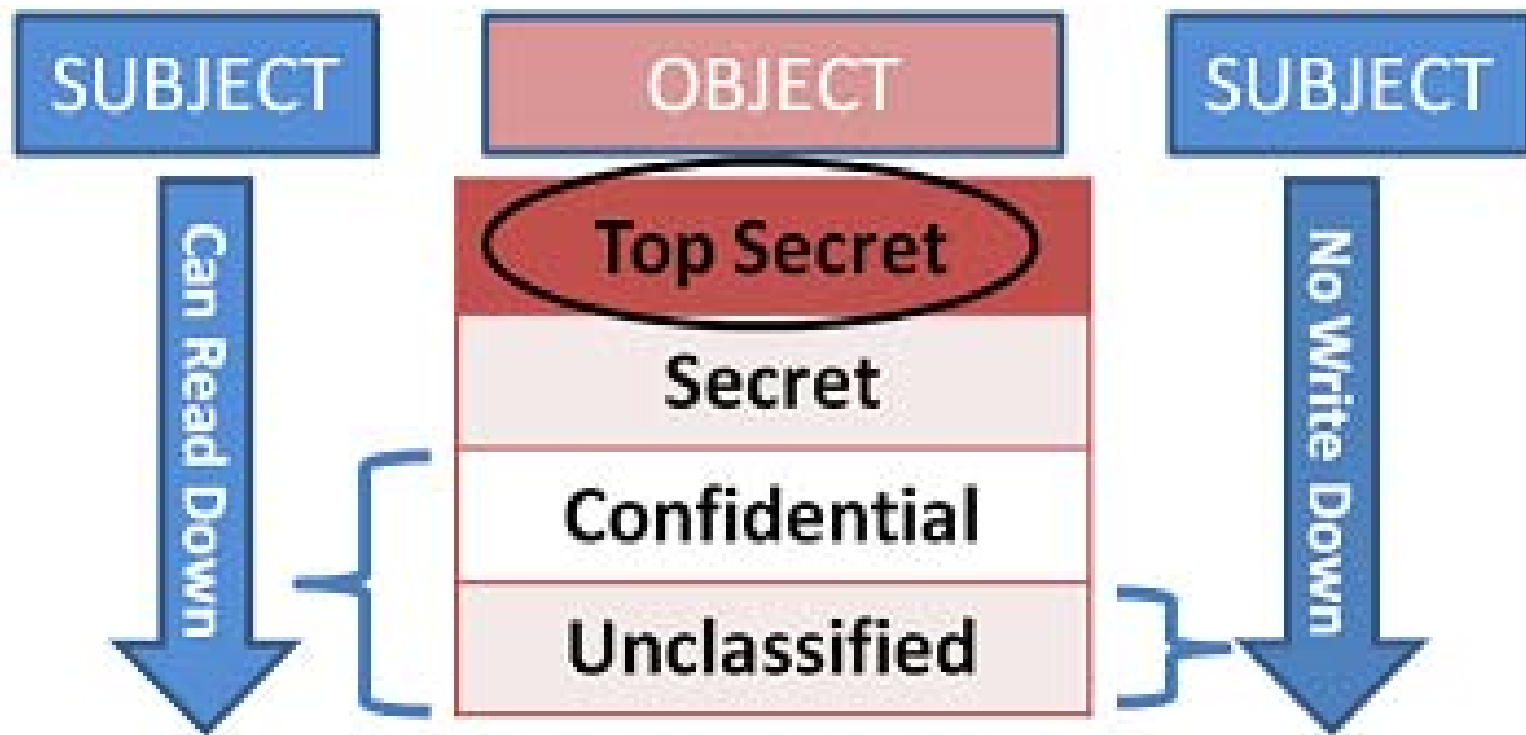 SUBJECT
OBJECT
SUBJECT
Can Read Down
Top Secret
Secret
Confidential
Unclassified
No Write Down